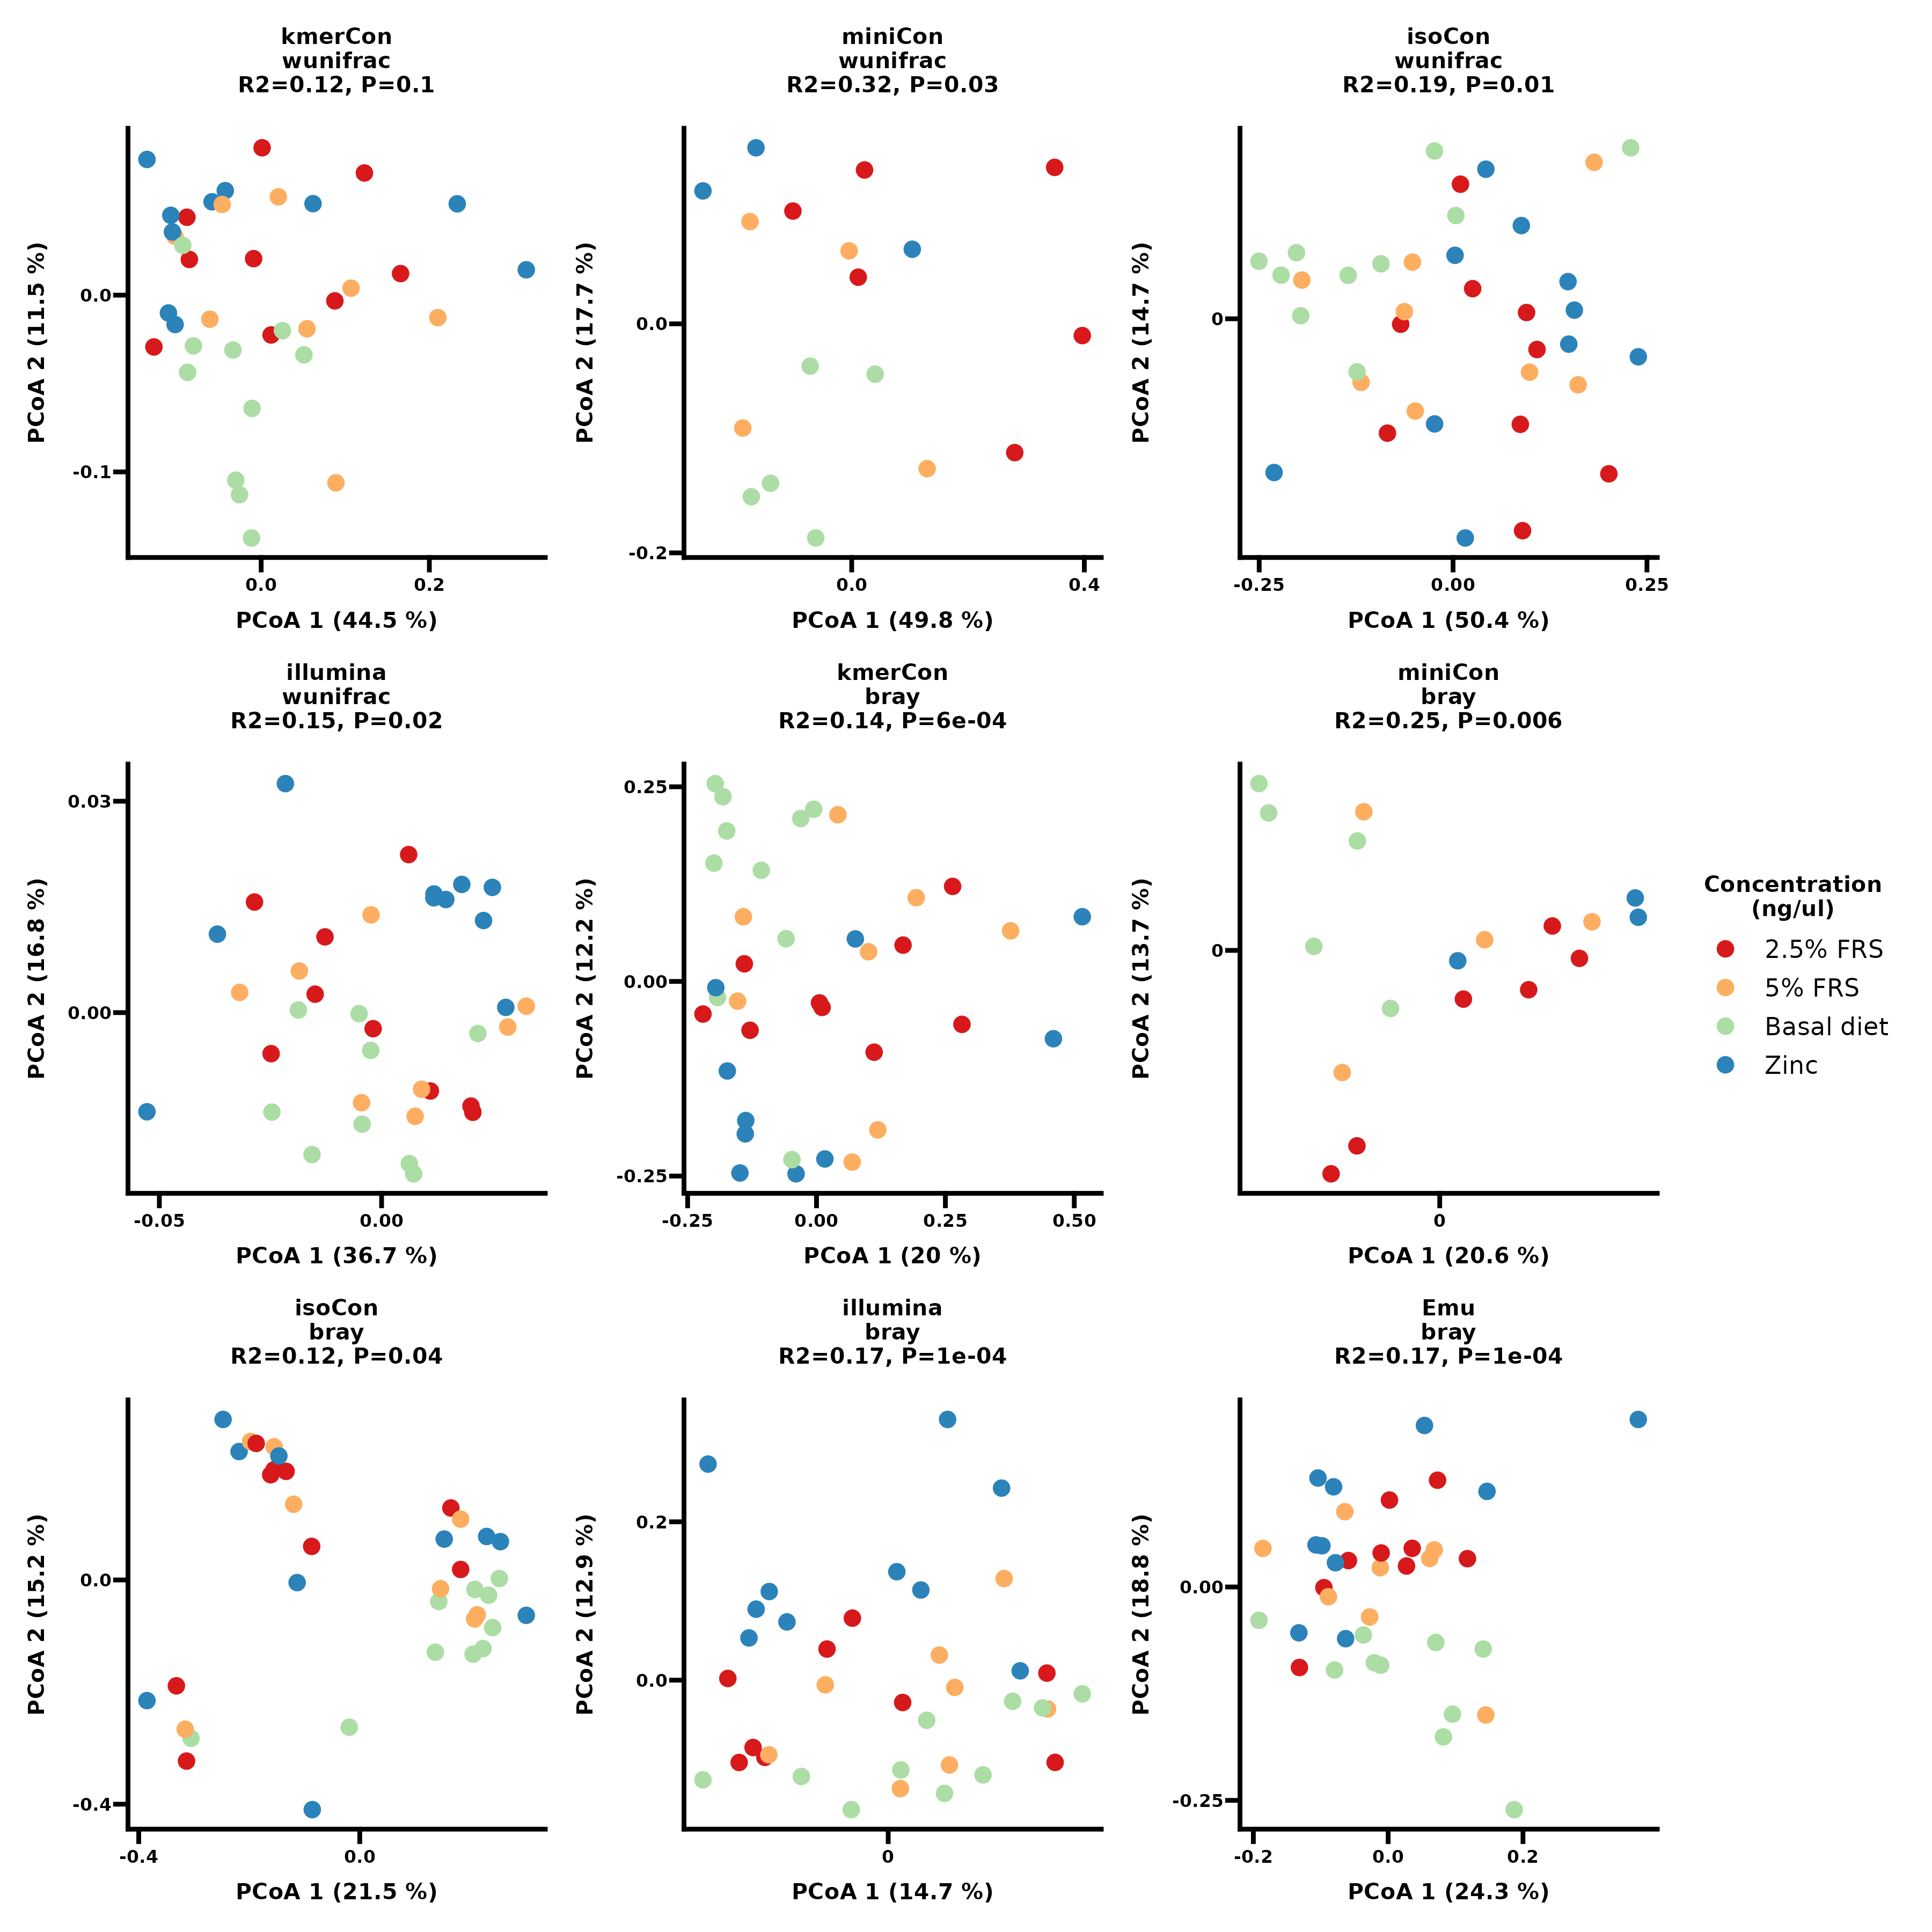 kmerCon
wunifrac
R2=0.12, P=0.1
PCoA 2 (11.5 %)
0.0
-0.1
0.0
0.2
PCoA 1 (44.5 %)
miniCon
wunifrac
R2=0.32, P=0.03
PCoA 2 (17.7 %)
0.0
-0.2
0.0
0.4
PCoA 1 (49.8 %)
isoCon
wunifrac
R2=0.19, P=0.01
PCoA 2 (14.7 %)
0
-0.25
0.00
0.25
PCoA 1 (50.4 %)
illumina
wunifrac
R2=0.15, P=0.02
PCoA 2 (16.8 %)
0.03
0.00
-0.05
0.00
PCoA 1 (36.7 %)
kmerCon
bray
R2=0.14, P=6e-04
PCoA 2 (12.2 %)
0.25
0.00
-0.25
-0.25
0.00
0.25
0.50
PCoA 1 (20 %)
miniCon
bray
R2=0.25, P=0.006
PCoA 2 (13.7 %)
0
0
PCoA 1 (20.6 %)
Concentration
(ng/ul)
2.5% FRS
5% FRS
Basal diet
Zinc
isoCon
bray
R2=0.12, P=0.04
PCoA 2 (15.2 %)
0.0
-0.4
-0.4
0.0
PCoA 1 (21.5 %)
illumina
bray
R2=0.17, P=1e-04
PCoA 2 (12.9 %)
0.2
0.0
0
PCoA 1 (14.7 %)
Emu
bray
R2=0.17, P=1e-04
PCoA 2 (18.8 %)
0.00
-0.25
-0.2
0.0
0.2
PCoA 1 (24.3 %)